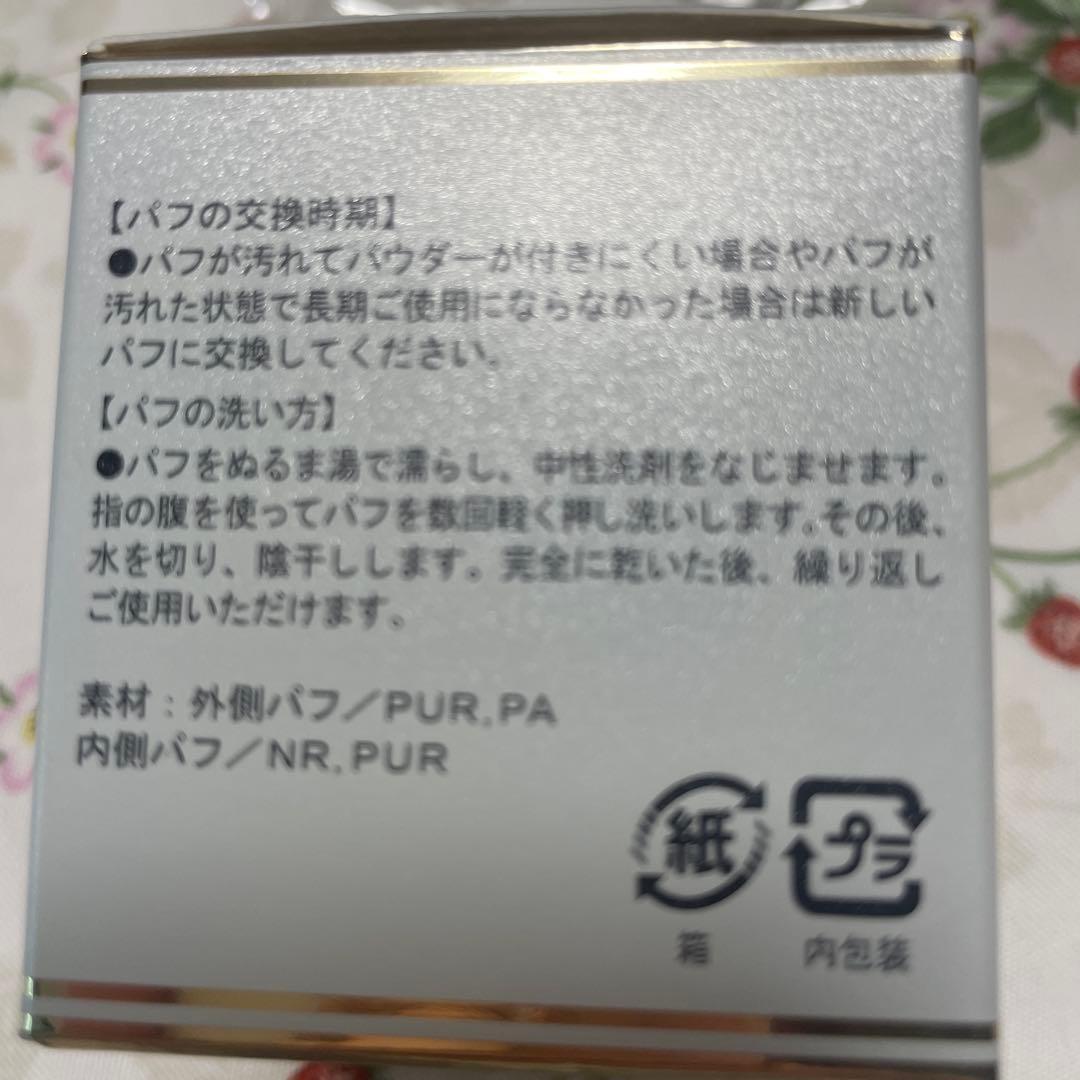 【パフの交換時期】
●パフが汚れてパウダーが付きにくい場合やパフが
汚れた状態で長期ご使用にならなかった場合は新しい
パフに交換してください。
【パフの洗い方】
●パフをぬるま湯で濡らし、中性洗剤をなじませます。
指の腹を使ってパフを数回軽く押し洗いします。その後、
水を切り、陰干しします。完全に乾いた後、繰り返し
ご使用いただけます。
素材：外側パフ／PUR,PA
内側パフ／NR,PUR
紙 プラ
箱 内包装